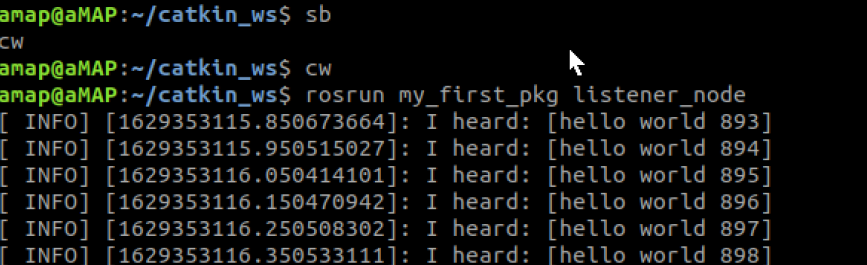 amap@aMAP:~/catkin_ws$ sb
cw
amap@aMAP:~/catkin_ws$ cw
amap@aMAP:~/catkin_ws$ rosrun my_first_pkg listener_node
[ INFO] [1629353115.850673664]: I heard: [hello world 893]
[ INFO] [1629353115.950515027]: I heard: [hello world 894]
[ INFO] [1629353116.050414101]: I heard: [hello world 895]
[ INFO] [1629353116.150470942]: I heard: [hello world 896]
[ INFO] [1629353116.250508302]: I heard: [hello world 897]
[ INFO] [1629353116.350533111]: I heard: [hello world 898]